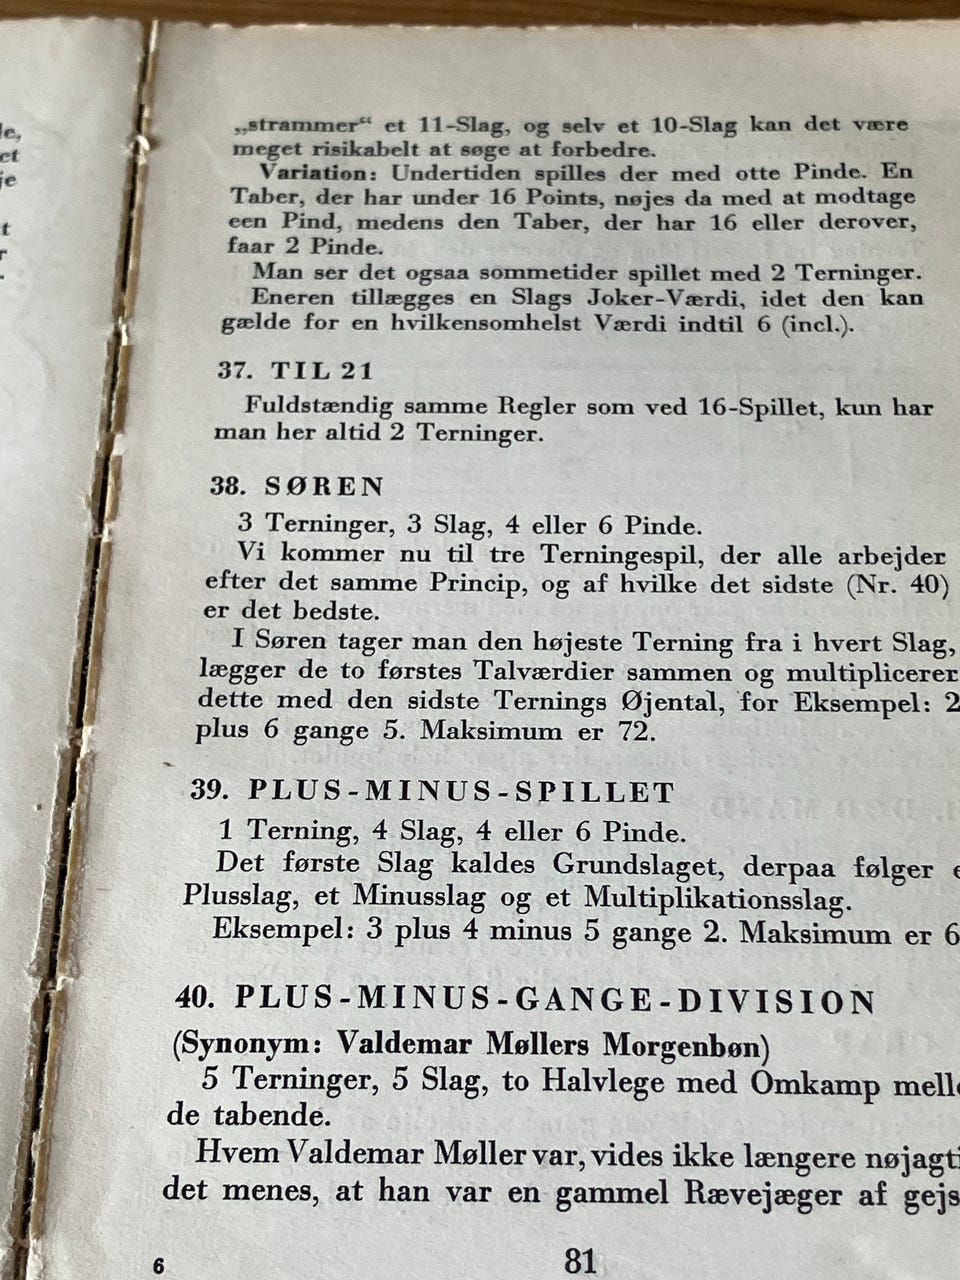 le,
et
je
t
r
-
„strammer“ et 11-Slag, og selv et 10-Slag kan det være
meget risikabelt at søge at forbedre.
Variation: Undertiden spilles der med otte Pinde. En
Taber, der har under 16 Points, nøjes da med at modtage
een Pind, medens den Taber, der har 16 eller derover,
faar 2 Pinde.
Man ser det ogsaa sommetider spillet med 2 Terninger.
Eneren tillægges en Slags Joker-Værdi, idet den kan
gælde for en hvilkensomhelst Værdi indtil 6 (incl.).
37. TIL 21
Fuldstændig samme Regler som ved 16-Spillet, kun har
man her altid 2 Terninger.
38. SØREN
3 Terninger, 3 Slag, 4 eller 6 Pinde.
Vi kommer nu til tre Terningespil, der alle arbejder
efter det samme Princip, og af hvilke det sidste (Nr. 40)
er det bedste.
I Søren tager man den højeste Terning fra i hvert Slag,
lægger de to førstes Talværdier sammen og multiplicerer
dette med den sidste Ternings Øjental, for Eksempel: 2
plus 6 gange 5. Maksimum er 72.
39. PLUS-MINUS-SPILLET
1 Terning, 4 Slag, 4 eller 6 Pinde.
Det første Slag kaldes Grundslaget, derpaa følger e
Plusslag, et Minusslag og et Multiplikationsslag.
Eksempel: 3 plus 4 minus 5 gange 2. Maksimum er 6
40. PLUS-MINUS-GANGE-DIVISION
(Synonym: Valdemar Møllers Morgenbøn)
5 Terninger, 5 Slag, to Halvlege med Omkamp melle
de tabende.
Hvem Valdemar Møller var, vides ikke længere nøjagti
det menes, at han var en gammel Rævejæger af gejs
6
81